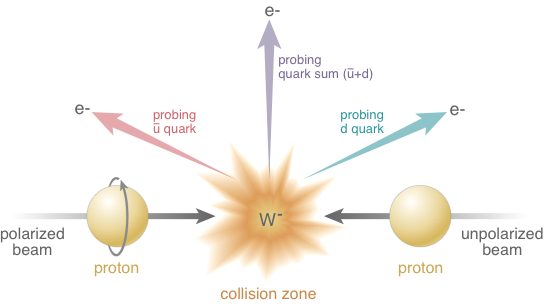 e-
probing
quark sum (u̅+d)
e-
probing
u̅ quark
probing
d quark
e-
W-
polarized
beam
unpolarized
beam
proton
proton
collision zone